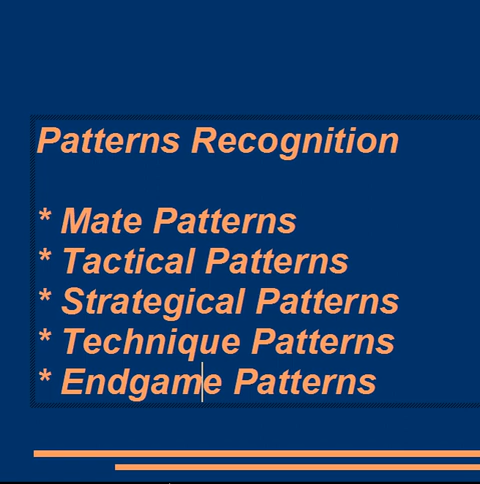 Patterns Recognition
* Mate Patterns
* Tactical Patterns
* Strategical Patterns
* Technique Patterns
* Endgame Patterns